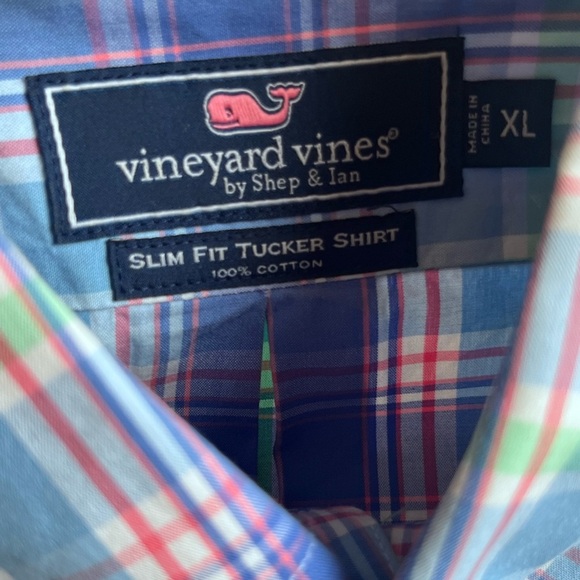 vineyard vines®
by Shep & Ian
MADE IN
CHINA
XL
SLIM FIT TUCKER SHIRT
100% COTTON